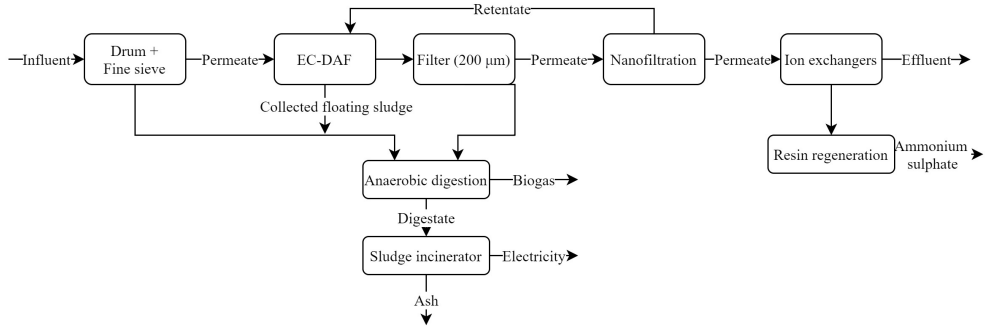 Retentate
Influent
Drum +
Fine sieve
Permeate
EC-DAF
Filter (200 μm)
Permeate
Nanofiltration
Permeate
Ion exchangers
Effluent
Collected floating sludge
Resin regeneration
Ammonium
sulphate
Anaerobic digestion
Biogas
Digestate
Sludge incinerator
Electricity
Ash